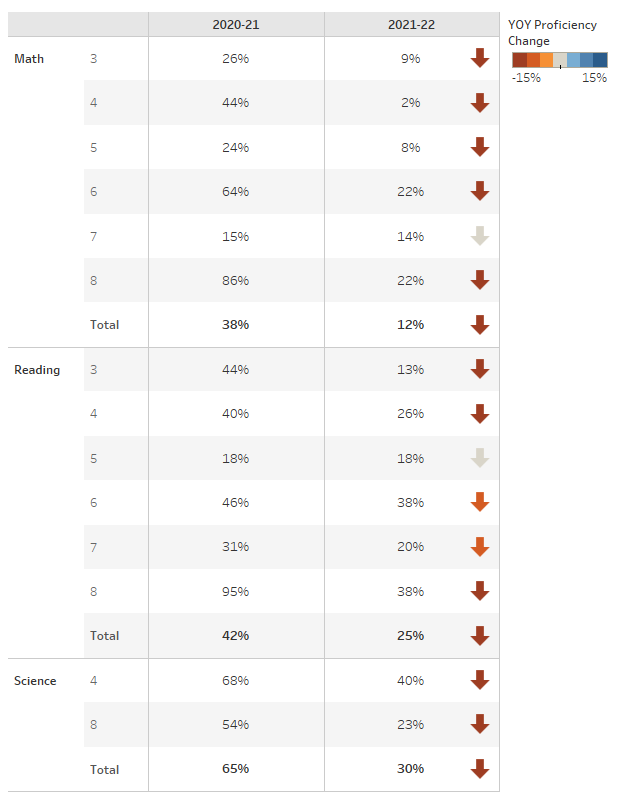 2020-21 2021-22
Math 3 26% 9%
4 44% 2%
5 24% 8%
6 64% 22%
7 15% 14%
8 86% 22%
Total 38% 12%
Reading 3 44% 13%
4 40% 26%
5 18% 18%
6 46% 38%
7 31% 20%
8 95% 38%
Total 42% 25%
Science 4 68% 40%
8 54% 23%
Total 65% 30%
YOY Proficiency
Change
-15% 15%